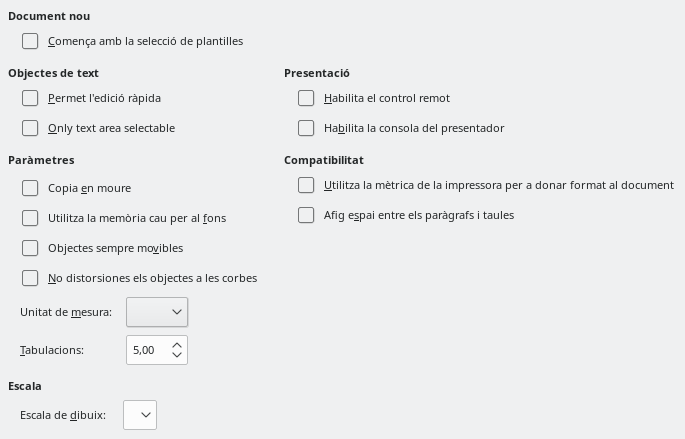 Document nou
Comença amb la selecció de plantilles
Objectes de text
Permet l'edició ràpida
Only text area selectable
Presentació
Habilita el control remot
Habilita la consola del presentador
Paràmetres
Copia en moure
Utilitza la memòria cau per al fons
Objectes sempre movibles
No distorsiones els objectes a les corbes
Unitat de mesura:
Tabulacions: 5,00
Compatibilitat
Utilitza la mètrica de la impressora per a donar format al document
Afig espai entre els paràgrafs i taules
Escala
Escala de dibuix: